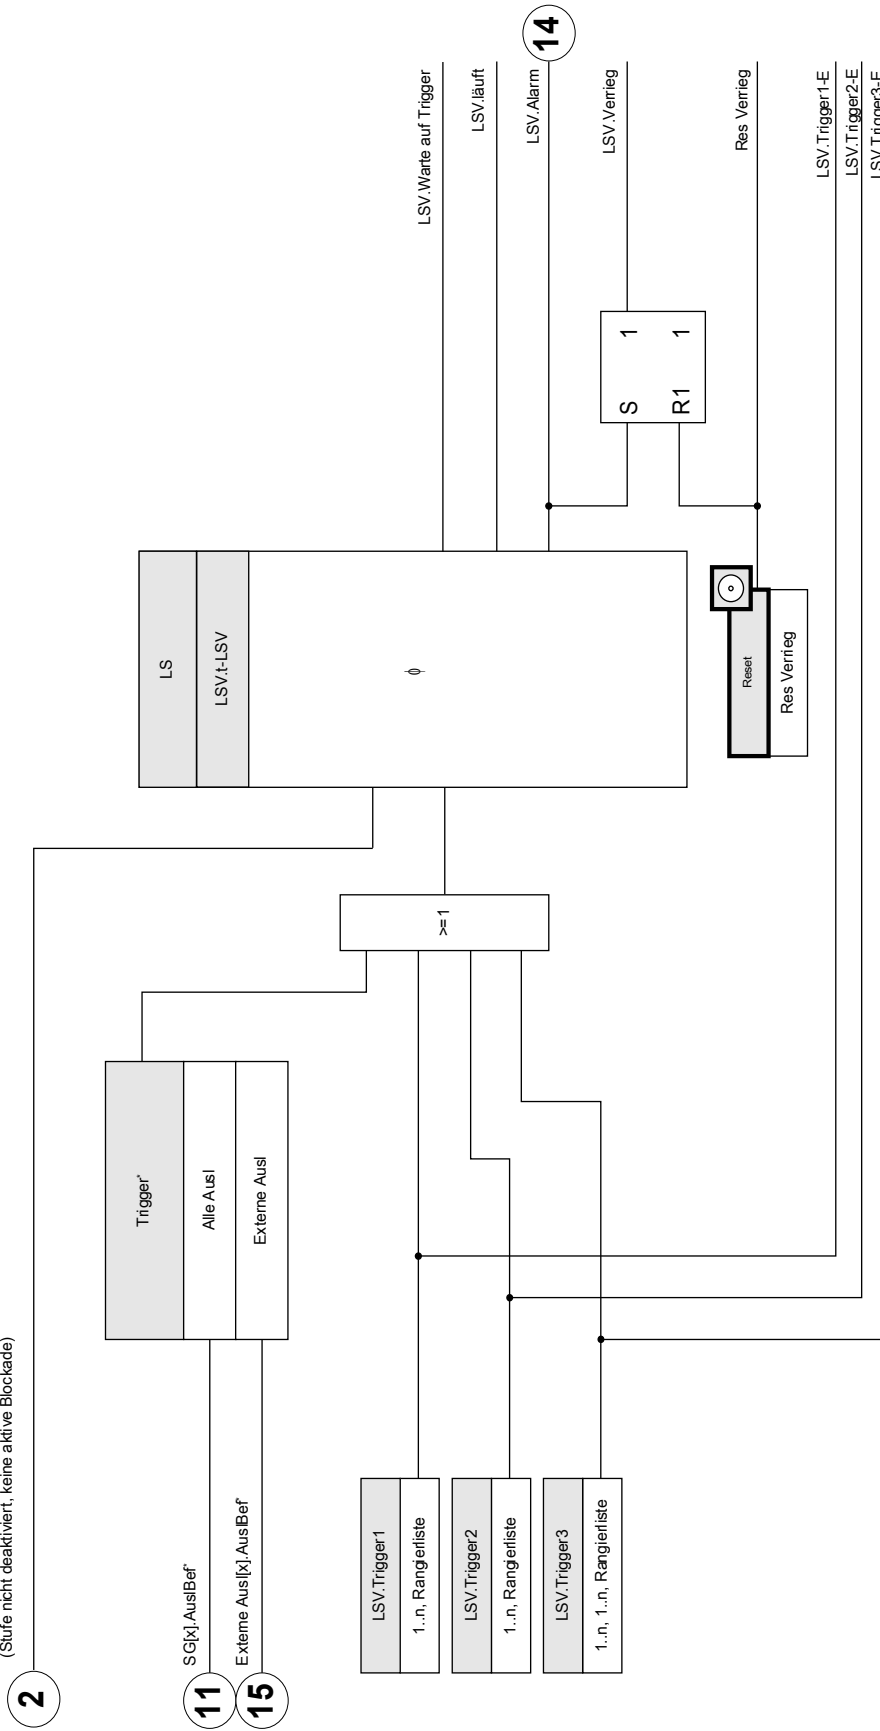 (Stufe nicht deaktiviert, keine aktive Blockade)
2
SG[x].AuslBef*
11
Externe Ausl[x].AuslBef*
15
Trigger*
Alle Ausl
Externe Ausl
LSV.Trigger1
1..n, Rangierliste
LSV.Trigger2
1..n, Rangierliste
LSV.Trigger3
1..n, 1..n, Rangierliste
>=1
LS
LSV.t-LSV
ϕ
LSV.Warte auf Trigger
LSV.läuft
LSV.Alarm
14
S 1
R1 1
LSV.Verrieg
Reset
Res Verrieg
Res Verrieg
LSV.Trigger1-E
LSV.Trigger2-E
LSV.Trigger3-E